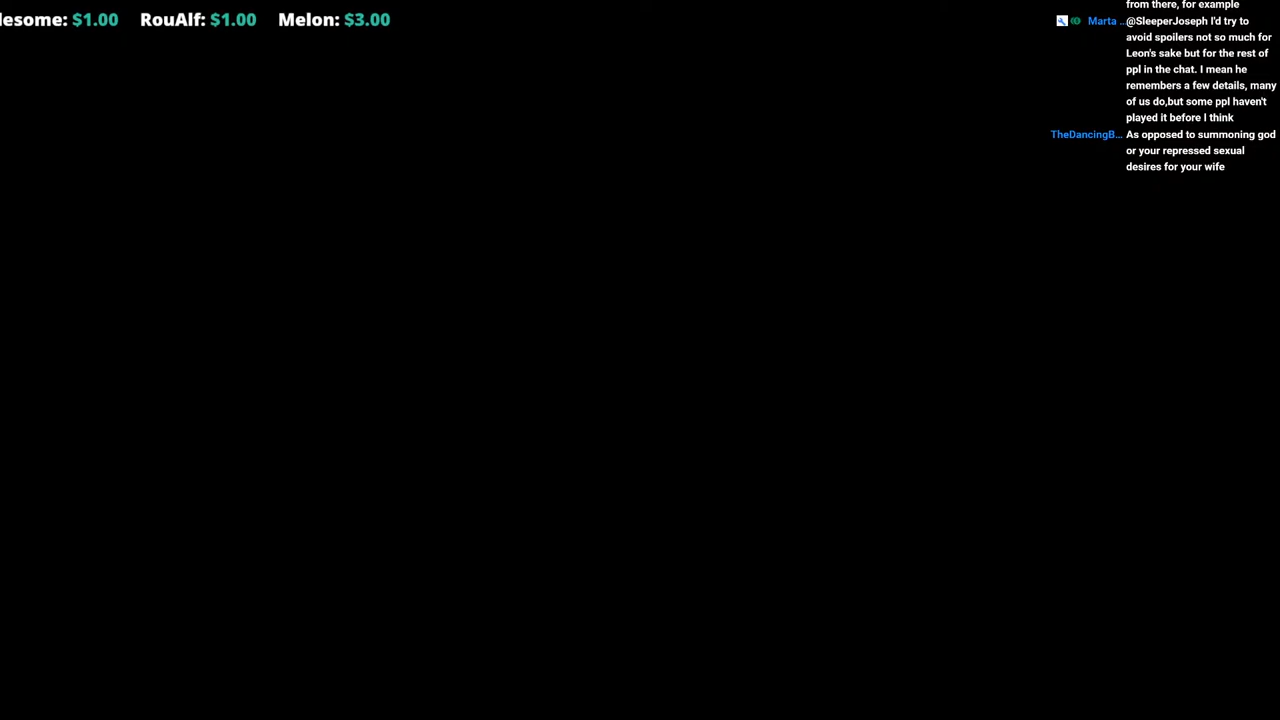 lesome: $1.00 RouAlf: $1.00 Melon: $3.00
from there, for example
Marta ... @SleeperJoseph I'd try to
avoid spoilers not so much for
Leon's sake but for the rest of
ppl in the chat. I mean he
remembers a few details, many
of us do,but some ppl haven't
played it before I think
TheDancingB... As opposed to summoning god
or your repressed sexual
desires for your wife